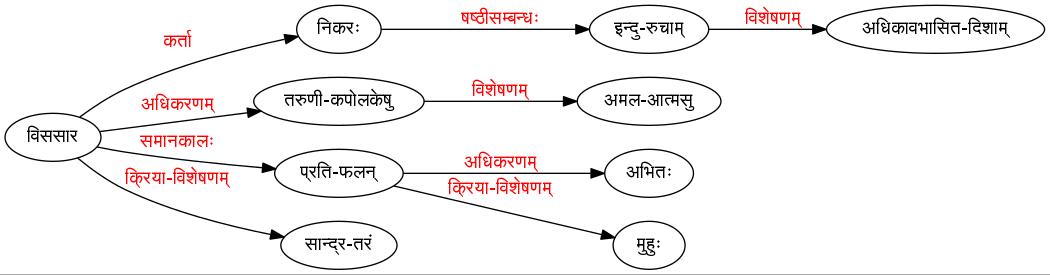 कर्ता
निकरः
षष्ठीसम्बन्धः
इन्दु-रुचाम्
विशेषणम्
अधिकावभासित-दिशाम्
अधिकरणम्
तरुणी-कपोलकेषु
विशेषणम्
अमल-आत्मसु
विससार
समानकालः
प्रति-फलन्
अधिकरणम्
अभितः
क्रिया-विशेषणम्
क्रिया-विशेषणम्
सान्द्र-तरं
मुहुः